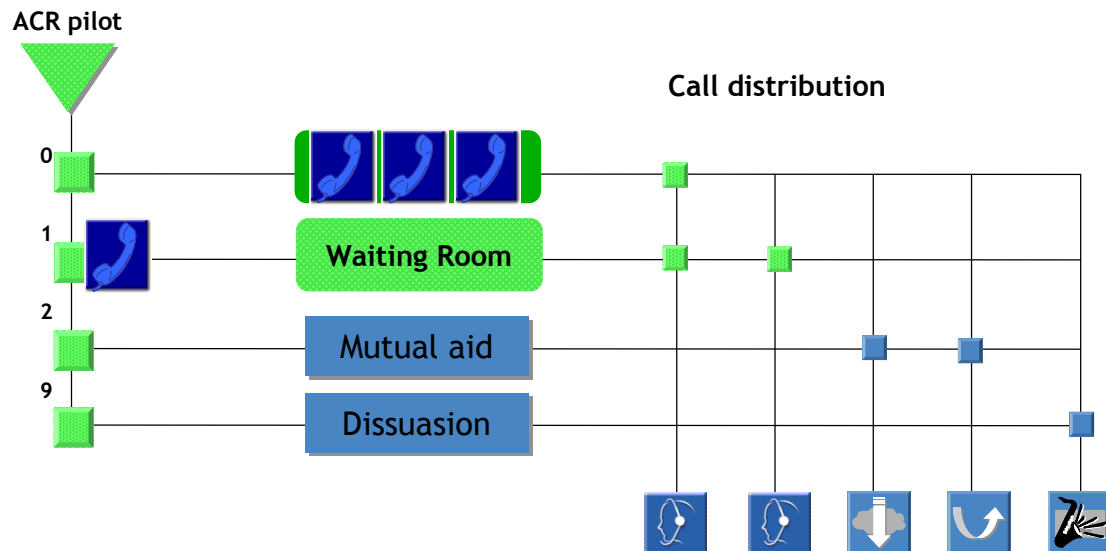 ACR pilot
Call distribution
0
1
Waiting Room
2
Mutual aid
9
Dissuasion